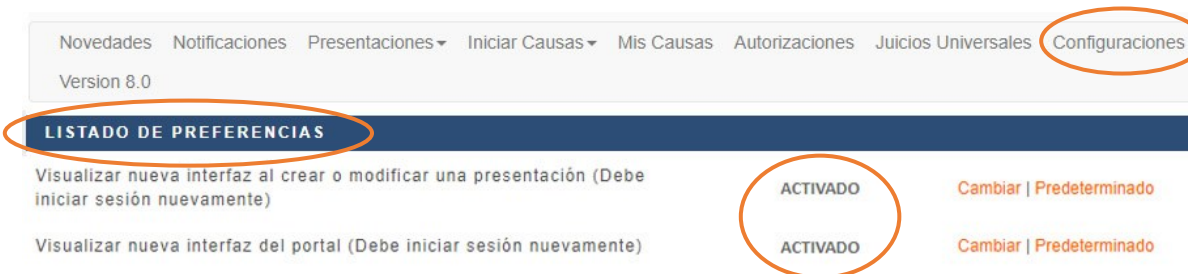 Novedades Notificaciones Presentaciones Iniciar Causas Mis Causas Autorizaciones Juicios Universales Configuraciones
Version 8.0
LISTADO DE PREFERENCIAS
Visualizar nueva interfaz al crear o modificar una presentación (Debe
iniciar sesión nuevamente) ACTIVADO Cambiar | Predeterminado
Visualizar nueva interfaz del portal (Debe iniciar sesión nuevamente) ACTIVADO Cambiar | Predeterminado